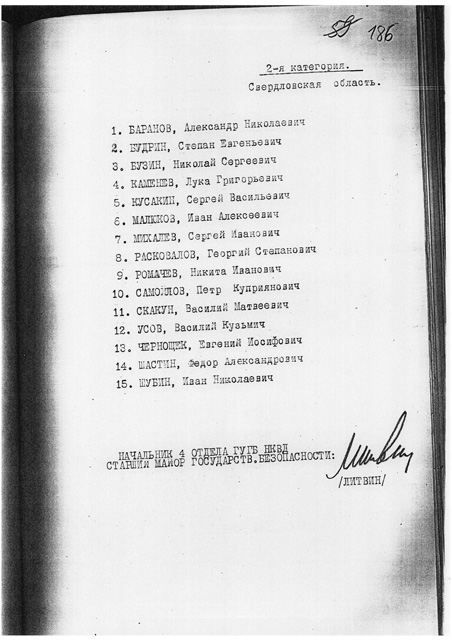 186
2-я категория.
Свердловская область.
1. БАРАНОВ, Александр Николаевич
2. БУДРИН, Степан Евгеньевич
3. БУЗИН, Николай Сергеевич
4. КАМЕНЕВ, Лука Григорьевич
5. КУСАКИН, Сергей Васильевич
6. МАЛЮКОВ, Иван Алексеевич
7. МИХАЛЕВ, Сергей Иванович
8. РАСКОВАЛОВ, Георгий Степанович
9. РОМАЧЕВ, Никита Иванович
10. САМОЙЛОВ, Петр Куприянович
11. СКАКУН, Василий Матвеевич
12. УСОВ, Василий Кузьмич
13. ЧЕРНОЩЕК, Евгений Иосифович
14. ШАСТИН, Федор Александрович
15. ШУБИН, Иван Николаевич
НАЧАЛЬНИК 4 ОТДЕЛА ГУГБ НКВД
СТАРШИЙ МАЙОР ГОСУДАРСТВ.БЕЗОПАСНОСТИ:
/ЛИТВИН/